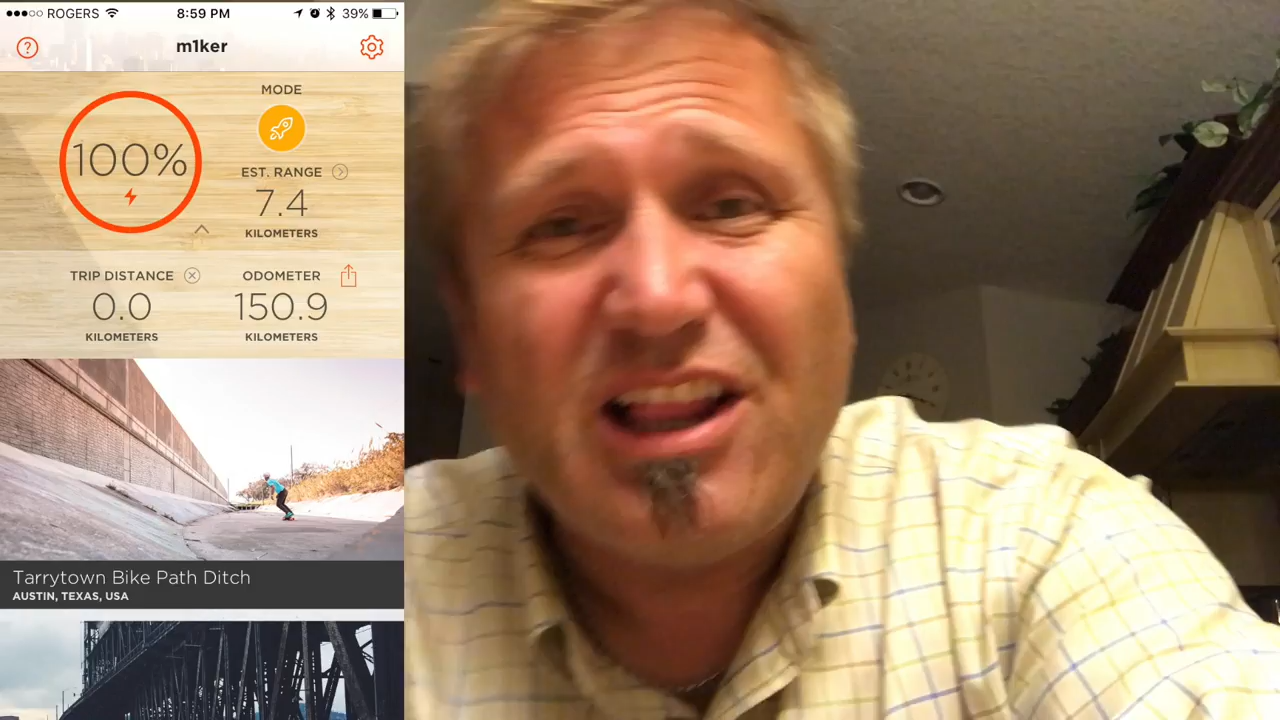 ROGERS 8:59 PM 39%
m1ker
?
MODE
100%
EST. RANGE
7.4
KILOMETERS
TRIP DISTANCE ODOMETER
0.0 150.9
KILOMETERS KILOMETERS
Tarrytown Bike Path Ditch
AUSTIN, TEXAS, USA